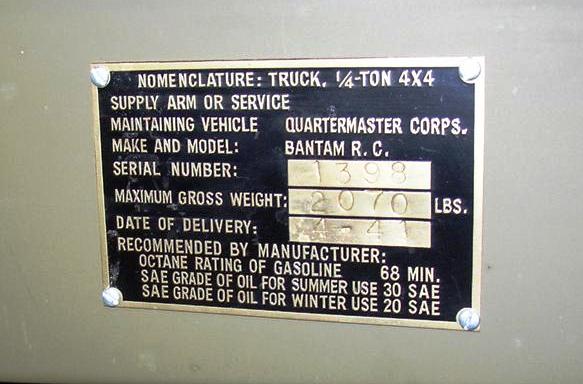 NOMENCLATURE: TRUCK, 1/4-TON 4X4
SUPPLY ARM OR SERVICE
MAINTAINING VEHICLE QUARTERMASTER CORPS.
MAKE AND MODEL: BANTAM R. C.
SERIAL NUMBER: 1398
MAXIMUM GROSS WEIGHT: 2070 LBS.
DATE OF DELIVERY: 4-41
RECOMMENDED BY MANUFACTURER:
OCTANE RATING OF GASOLINE 68 MIN.
SAE GRADE OF OIL FOR SUMMER USE 30 SAE
SAE GRADE OF OIL FOR WINTER USE 20 SAE